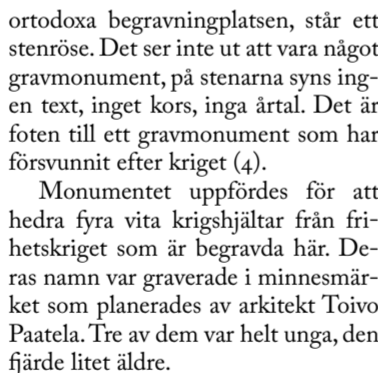 ortodoxa begravningplatsen, står ett
stenröse. Det ser inte ut att vara något
gravmonument, på stenarna syns ing-
en text, inget kors, inga årtal. Det är
foten till ett gravmonument som har
försvunnit efter kriget (4).
Monumentet uppfördes för att
hedra fyra vita krigshjältar från fri-
hetskriget som är begravda här. De-
ras namn var graverade i minnesmär-
ket som planerades av arkitekt Toivo
Paatela. Tre av dem var helt unga, den
fjärde litet äldre.